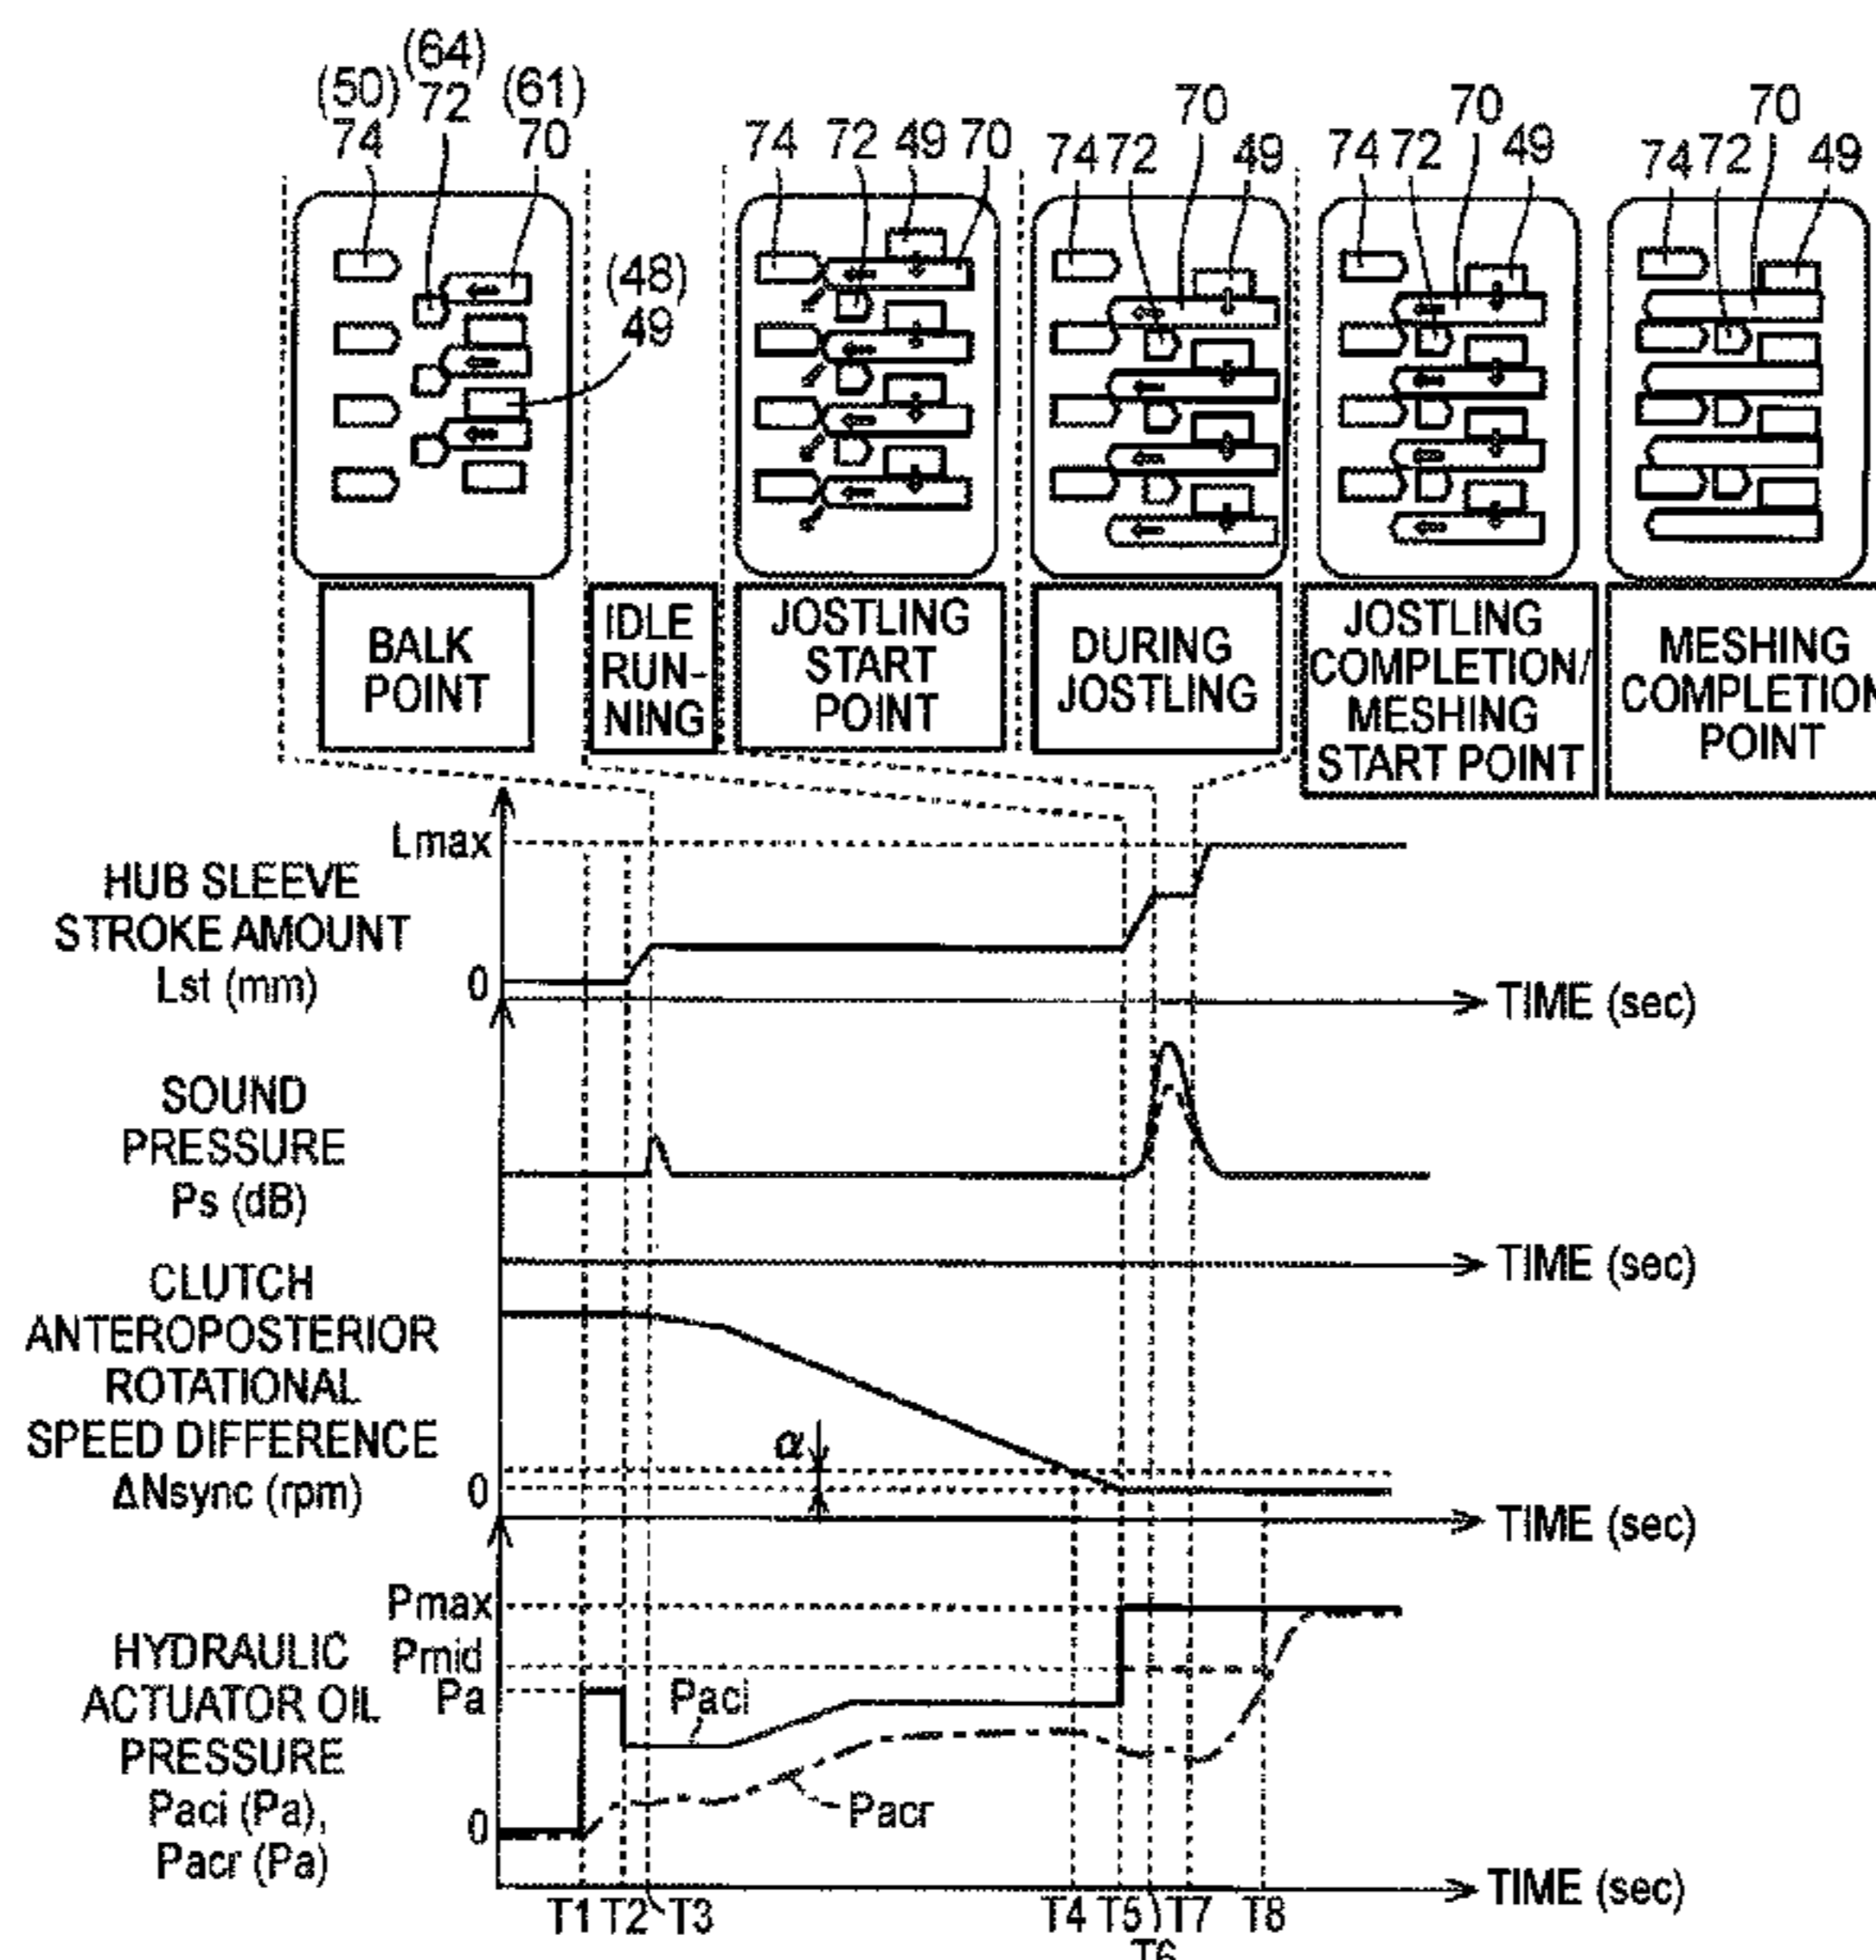 (50) (64) (61)
74 72 70
74 72 49 70
74 72 70 49
74 72 70 49
74 72 70 49
(48)
49
BALK
POINT
IDLE
RUN-
NING
JOSTLING
START
POINT
DURING
JOSTLING
JOSTLING
COMPLETION/
MESHING
START POINT
MESHING
COMPLETION
POINT
HUB SLEEVE
STROKE AMOUNT
Lst (mm)
Lmax
0
TIME (sec)
SOUND
PRESSURE
Ps (dB)
TIME (sec)
CLUTCH
ANTEROPOSTERIOR
ROTATIONAL
SPEED DIFFERENCE
ΔNsync (rpm)
α
0
TIME (sec)
HYDRAULIC
ACTUATOR OIL
PRESSURE
Paci (Pa),
Pacr (Pa)
Pmax
Pmid
Pa
0
Paci
Pacr
TIME (sec)
T1 T2 T3 T4 T5 T7 T8
T6